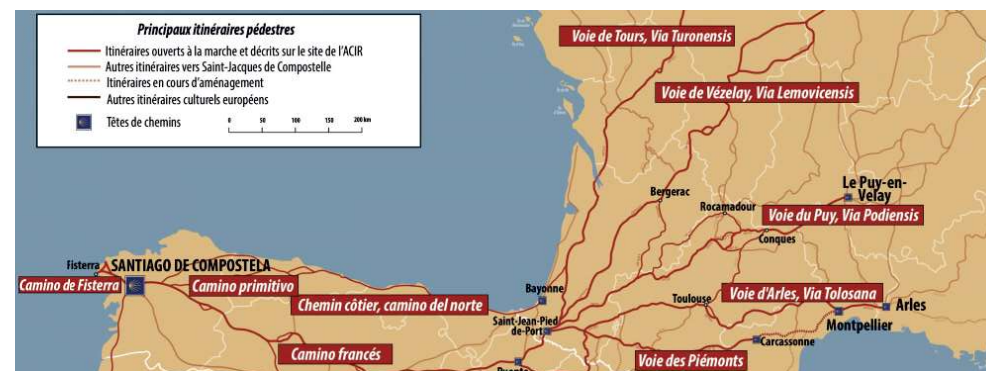 Principaux itinéraires pédestres
Itinéraires ouverts à la marche et décrits sur le site de l'ACIR
Autres itinéraires vers Saint-Jacques de Compostelle
Itinéraires en cours d'aménagement
Autres itinéraires culturels européens
Têtes de chemins
0 50 100 150 200 km
Voie de Tours, Via Turonensis
Voie de Vézelay, Via Lemovicensis
Bergerac
Rocamadour
Le Puy-en-
Velay
Voie du Puy, Via Podiensis
Conques
Fisterra
SANTIAGO DE COMPOSTELA
Camino de Fisterra
Camino primitivo
Chemin côtier, camino del norte
Bayonne
Toulouse
Voie d'Arles, Via Tolosana
Arles
Saint-Jean-Pied
de-Port
Montpellier
Carcassonne
Camino francés
Voie des Piémonts